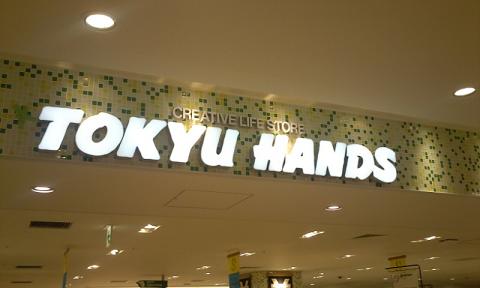 CREATIVE LIFE STORE
TOKYU HANDS